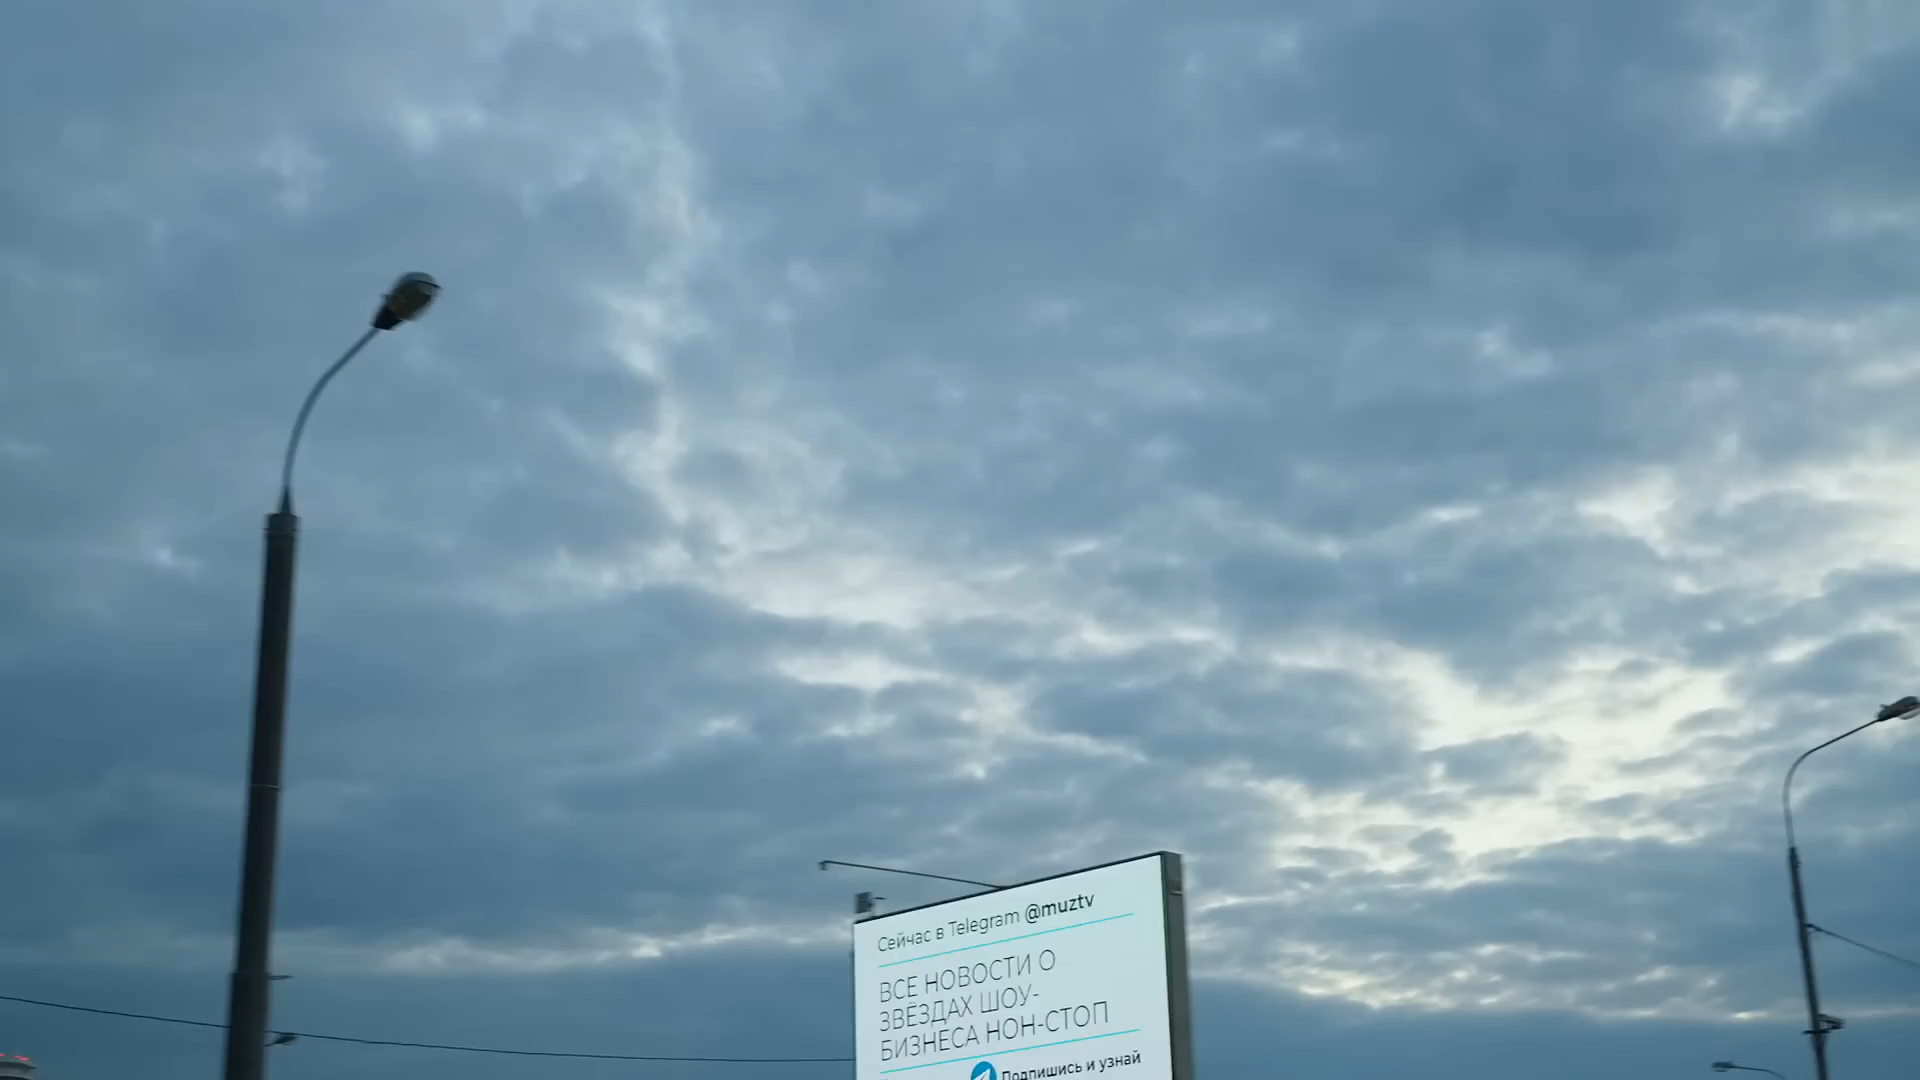 Сейчас в Telegram @muztv
ВСЕ НОВОСТИ О
ЗВЁЗДАХ ШОУ-
БИЗНЕСА НОН-СТОП
Подпишись и узнай